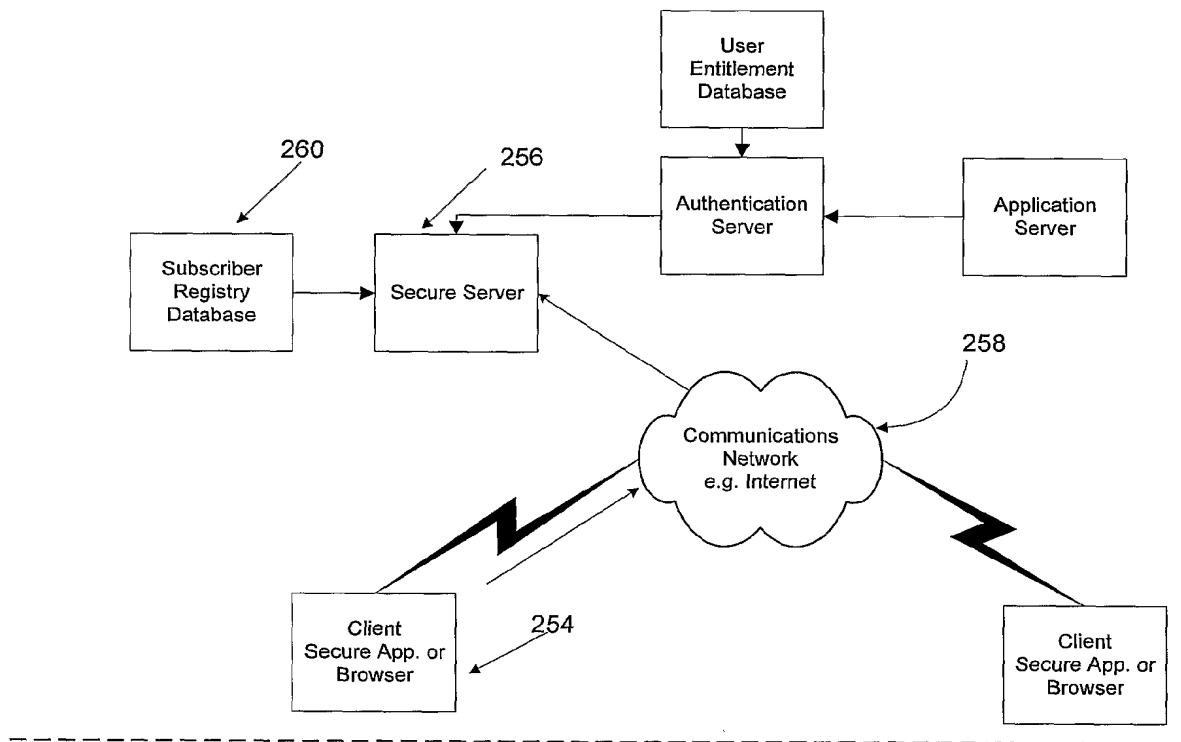 User
Entitlement
Database
260
256
Authentication
Server
Application
Server
Subscriber
Registry
Database
Secure Server
258
Communications
Network
e.g. Internet
Client
Secure App. or
Browser
254
Client
Secure App. or
Browser